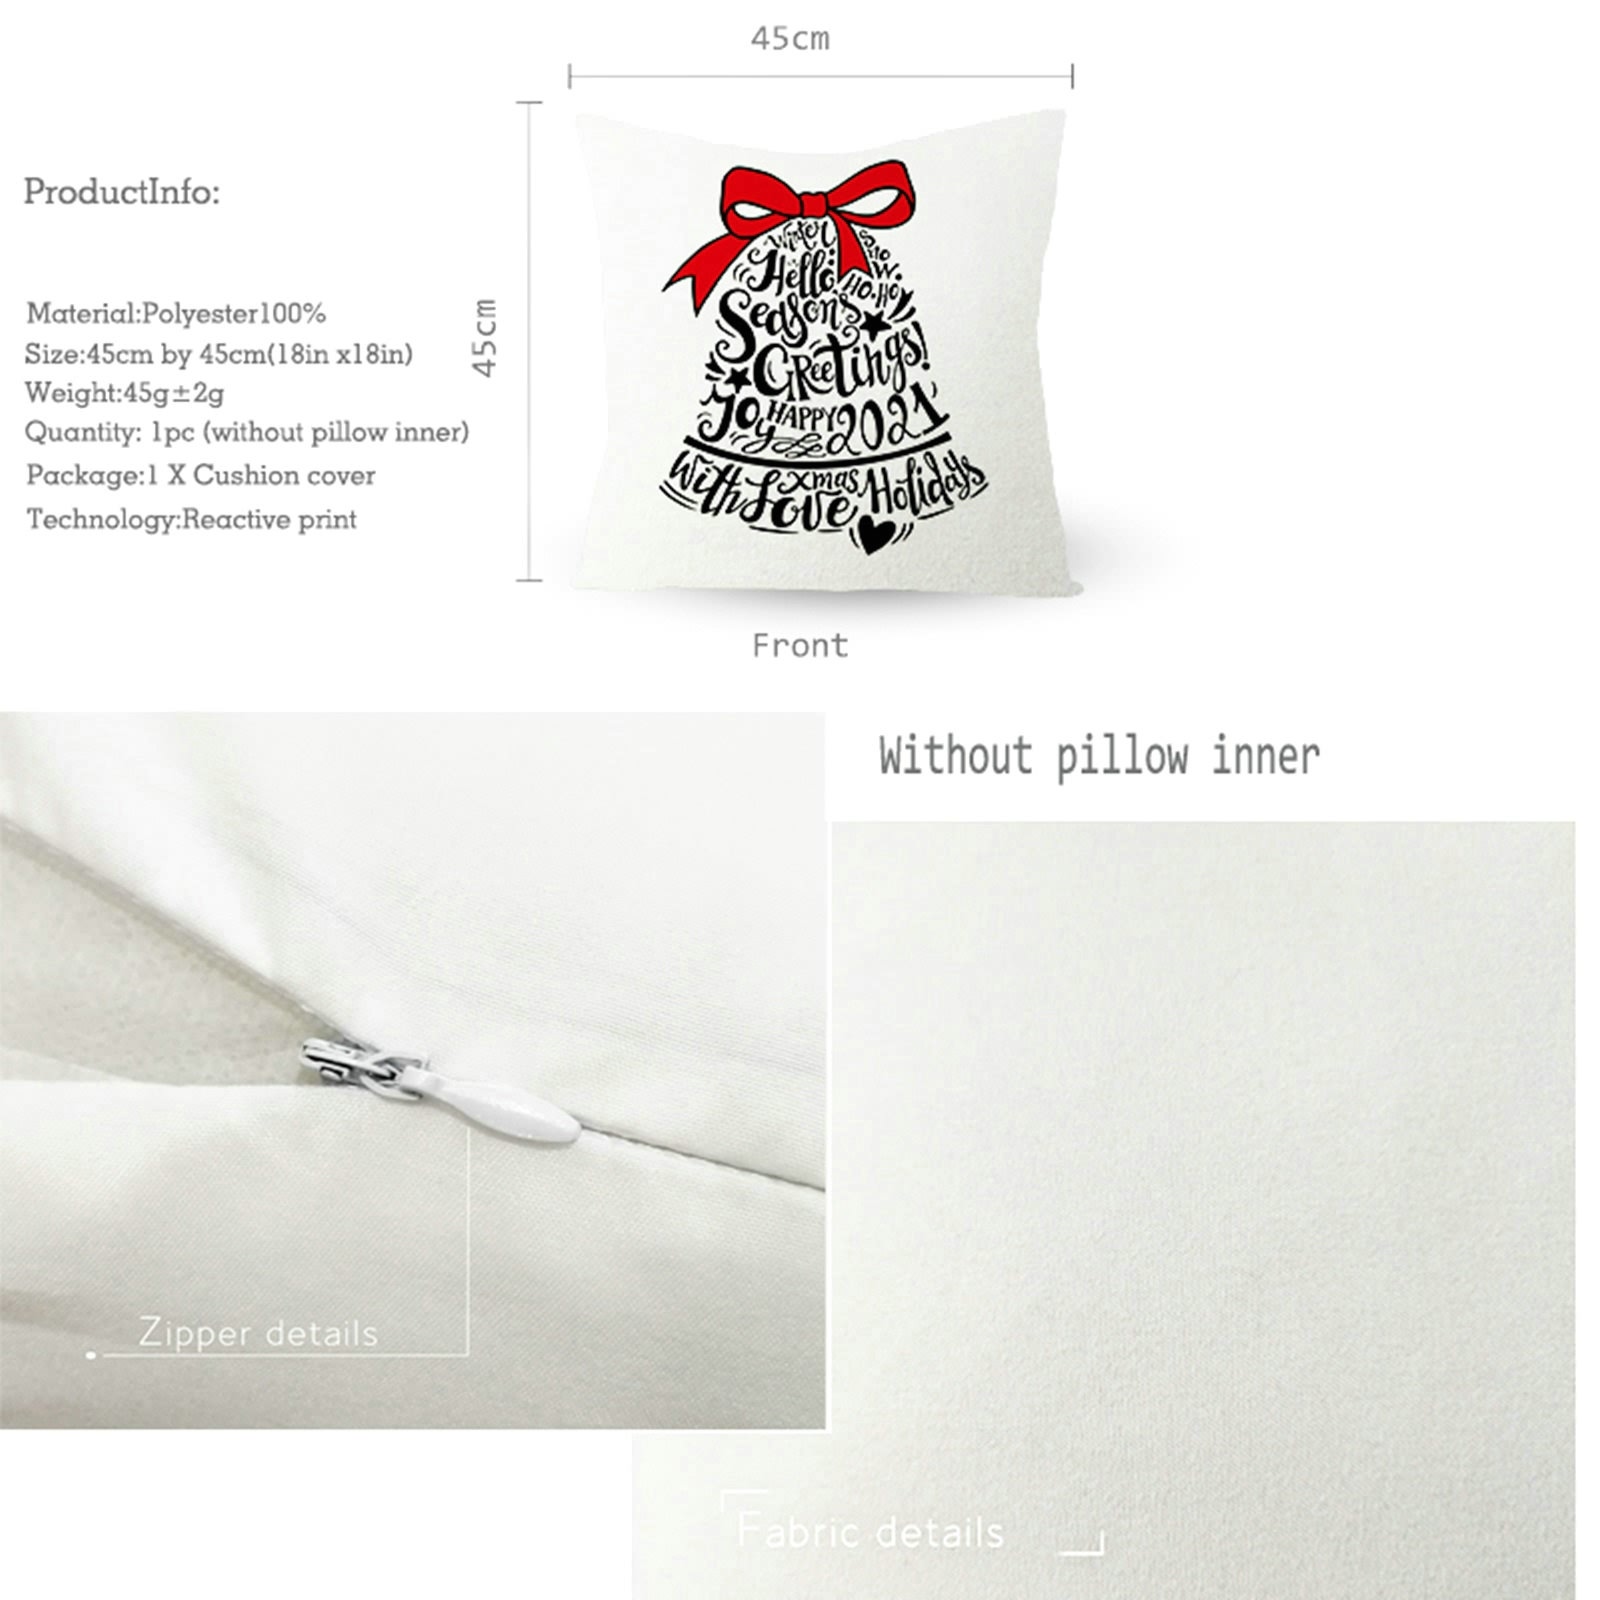 45cm
45cm
ProductInfo:
Material:Polyester100%
Size:45cm by 45cm(18in x18in)
Weight:45g±2g
Quantity: 1pc (without pillow inner)
Package:1 X Cushion cover
Technology:Reactive print
Winter
Snow.
Hello
HO-HO
Season's
Greetings!
Joy HAPPY 2021
With Love xmas Holidays
Front
Without pillow inner
Zipper details
Fabric details